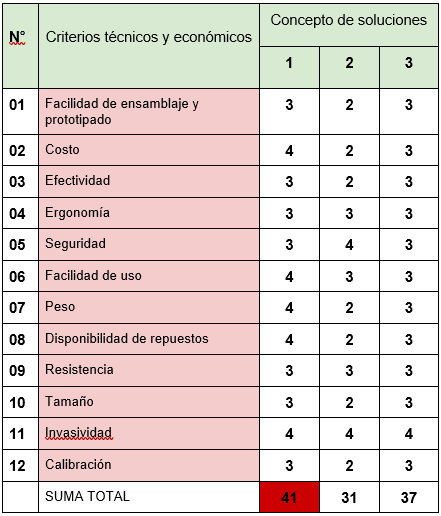 N° Criterios técnicos y económicos Concepto de soluciones
1 2 3
01 Facilidad de ensamblaje y prototipado 3 2 3
02 Costo 4 2 3
03 Efectividad 3 2 3
04 Ergonomía 3 3 3
05 Seguridad 3 4 3
06 Facilidad de uso 4 3 3
07 Peso 4 2 3
08 Disponibilidad de repuestos 4 2 3
09 Resistencia 3 3 3
10 Tamaño 3 2 3
11 Invasividad 4 4 4
12 Calibración 3 2 3
SUMA TOTAL 41 31 37